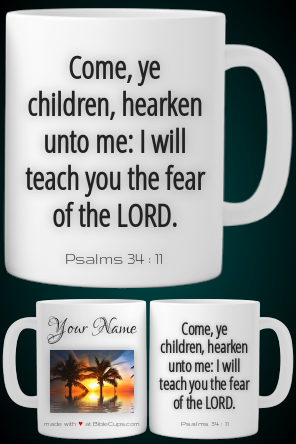 Come, ye
children, hearken
unto me: I will
teach you the fear
of the LORD.
Psalms 34 : 11
Your Name
made with ♥ at BibleCups.com
Come, ye
children, hearken
unto me: I will
teach you the fear
of the LORD.
Psalms 34 : 11